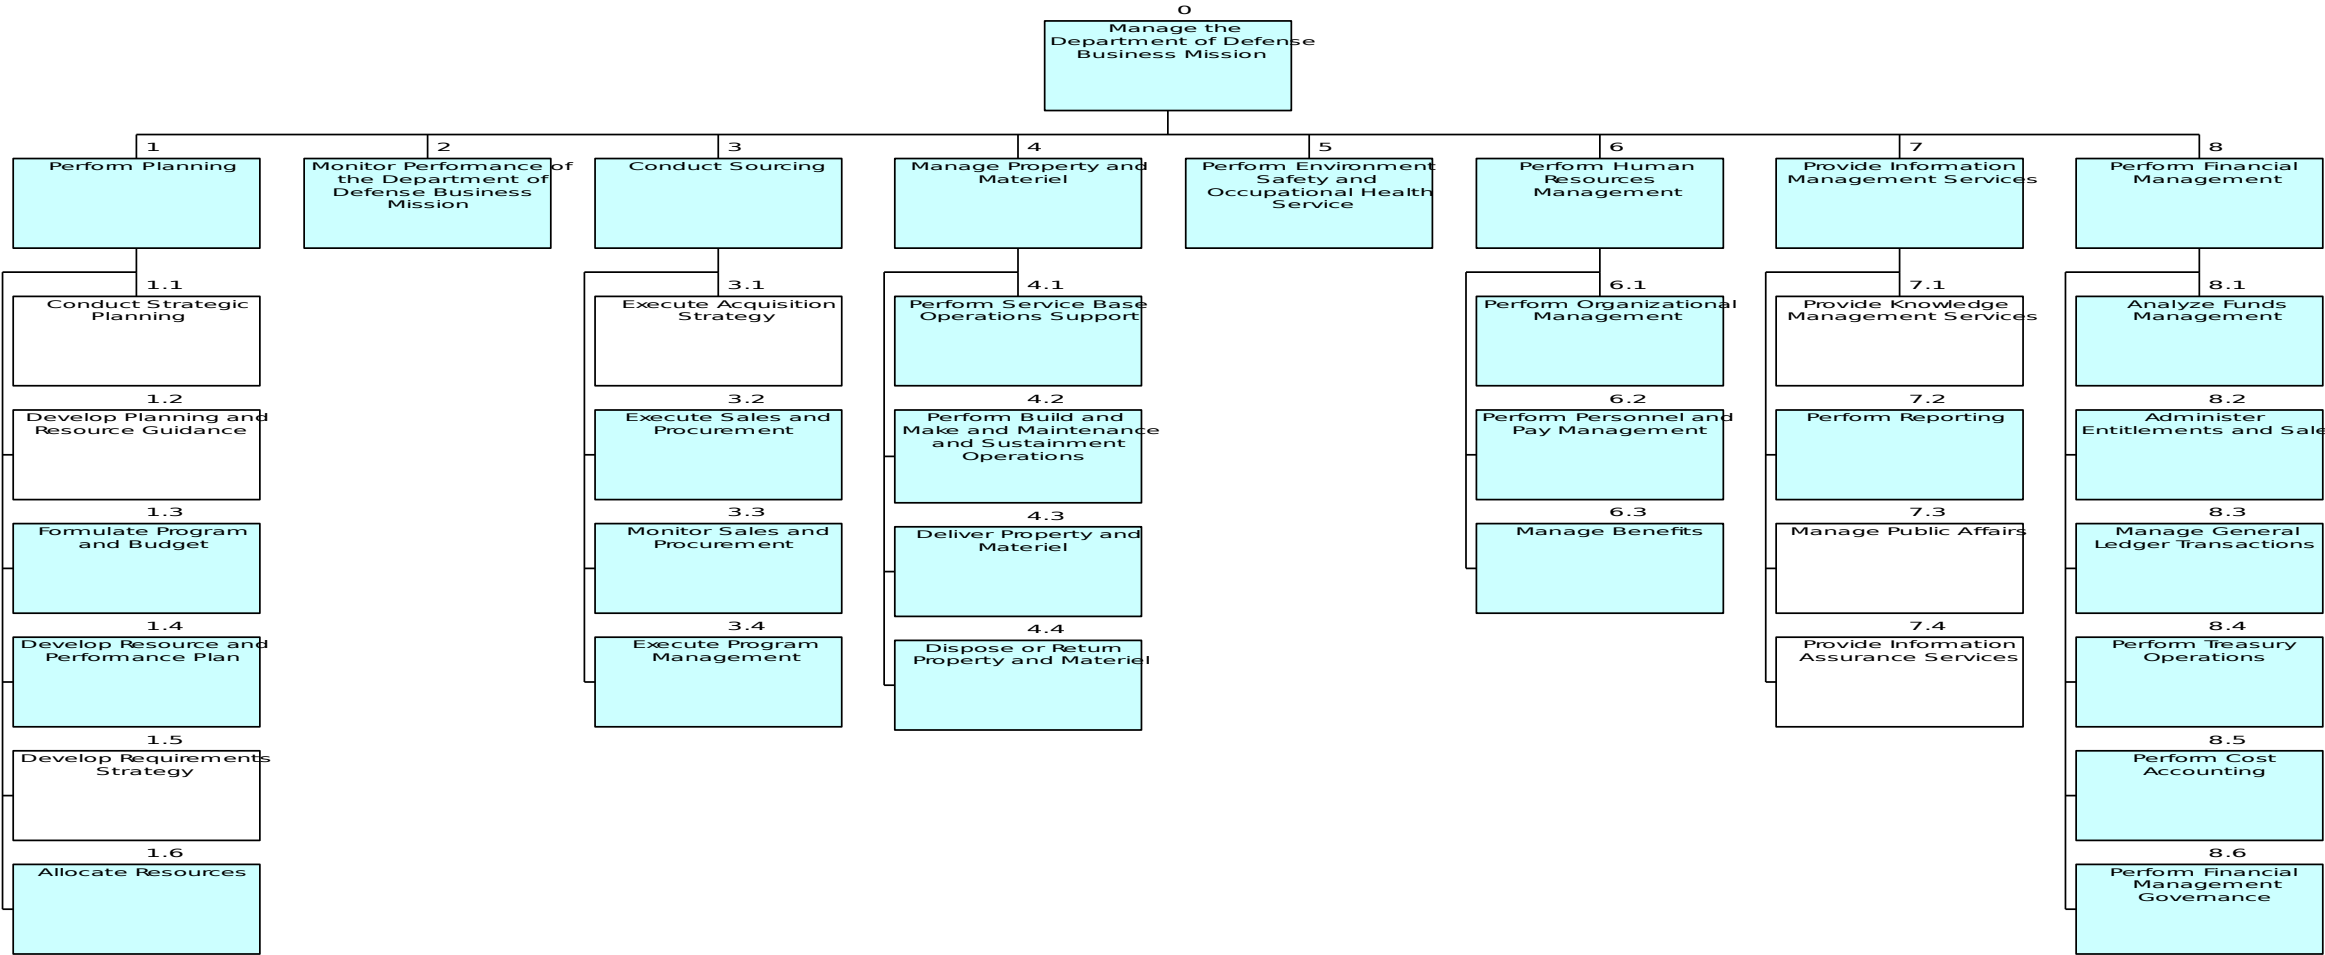 0
Manage the
Department of Defense
Business Mission
1
Perform Planning
2
Monitor Performance of
the Department of
Defense Business
Mission
3
Conduct Sourcing
4
Manage Property and
Materiel
5
Perform Environment
Safety and
Occupational Health
Service
6
Perform Human
Resources
Management
7
Provide Information
Management Services
8
Perform Financial
Management
1.1
Conduct Strategic
Planning
1.2
Develop Planning and
Resource Guidance
1.3
Formulate Program
and Budget
1.4
Develop Resource and
Performance Plan
1.5
Develop Requirements
Strategy
1.6
Allocate Resources
3.1
Execute Acquisition
Strategy
3.2
Execute Sales and
Procurement
3.3
Monitor Sales and
Procurement
3.4
Execute Program
Management
4.1
Perform Service Base
Operations Support
4.2
Perform Build and
Make and Maintenance
and Sustainment
Operations
4.3
Deliver Property and
Materiel
4.4
Dispose or Return
Property and Materiel
6.1
Perform Organizational
Management
6.2
Perform Personnel and
Pay Management
6.3
Manage Benefits
7.1
Provide Knowledge
Management Services
7.2
Perform Reporting
7.3
Manage Public Affairs
7.4
Provide Information
Assurance Services
8.1
Analyze Funds
Management
8.2
Administer
Entitlements and Sale
8.3
Manage General
Ledger Transactions
8.4
Perform Treasury
Operations
8.5
Perform Cost
Accounting
8.6
Perform Financial
Management
Governance